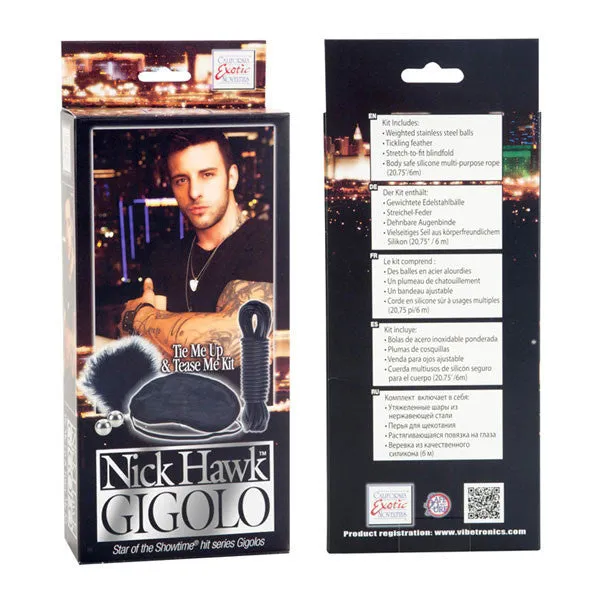 CALIFORNIA
Exotic
NOVELTIES
Tie Me Up
& Tease Me Kit
Nick Hawk™
GIGOLO
Star of the Showtime® hit series Gigolos
EN
Kit Includes:
• Weighted stainless steel balls
• Tickling feather
• Stretch-to-fit blindfold
• Body safe silicone multi-purpose rope
(20.75'/6m)
DE
Der Kit enthält:
• Gewichtete Edelstahlbälle
• Streichel-Feder
• Dehnbare Augenbinde
• Vielseitiges Seil aus körperfreundlichem
Silikon (20,75" / 6 m)
FR
Le kit comprend :
• Des balles en acier alourdies
• Un plumeau de chatouillement
• Un bandeau ajustable
• Corde en silicone sûr à usages multiples
(20,75 pi/6 m)
ES
Kit incluye:
• Bolas de acero inoxidable ponderada
• Plumas de cosquillas
• Venda para ojos ajustable
• Cuerda multiusos de silicón seguro
para el cuerpo (20.75'/6m)
RU
Комплект включает в себя:
• Утяжеленные шары из
нержавеющей стали
• Перья для щекотания
• Растягивающаяся повязка на глаза
• Веревка из качественного
силикона (6 м)
CALIFORNIA
Exotic
NOVELTIES
Product registration: www.vibetronics.com